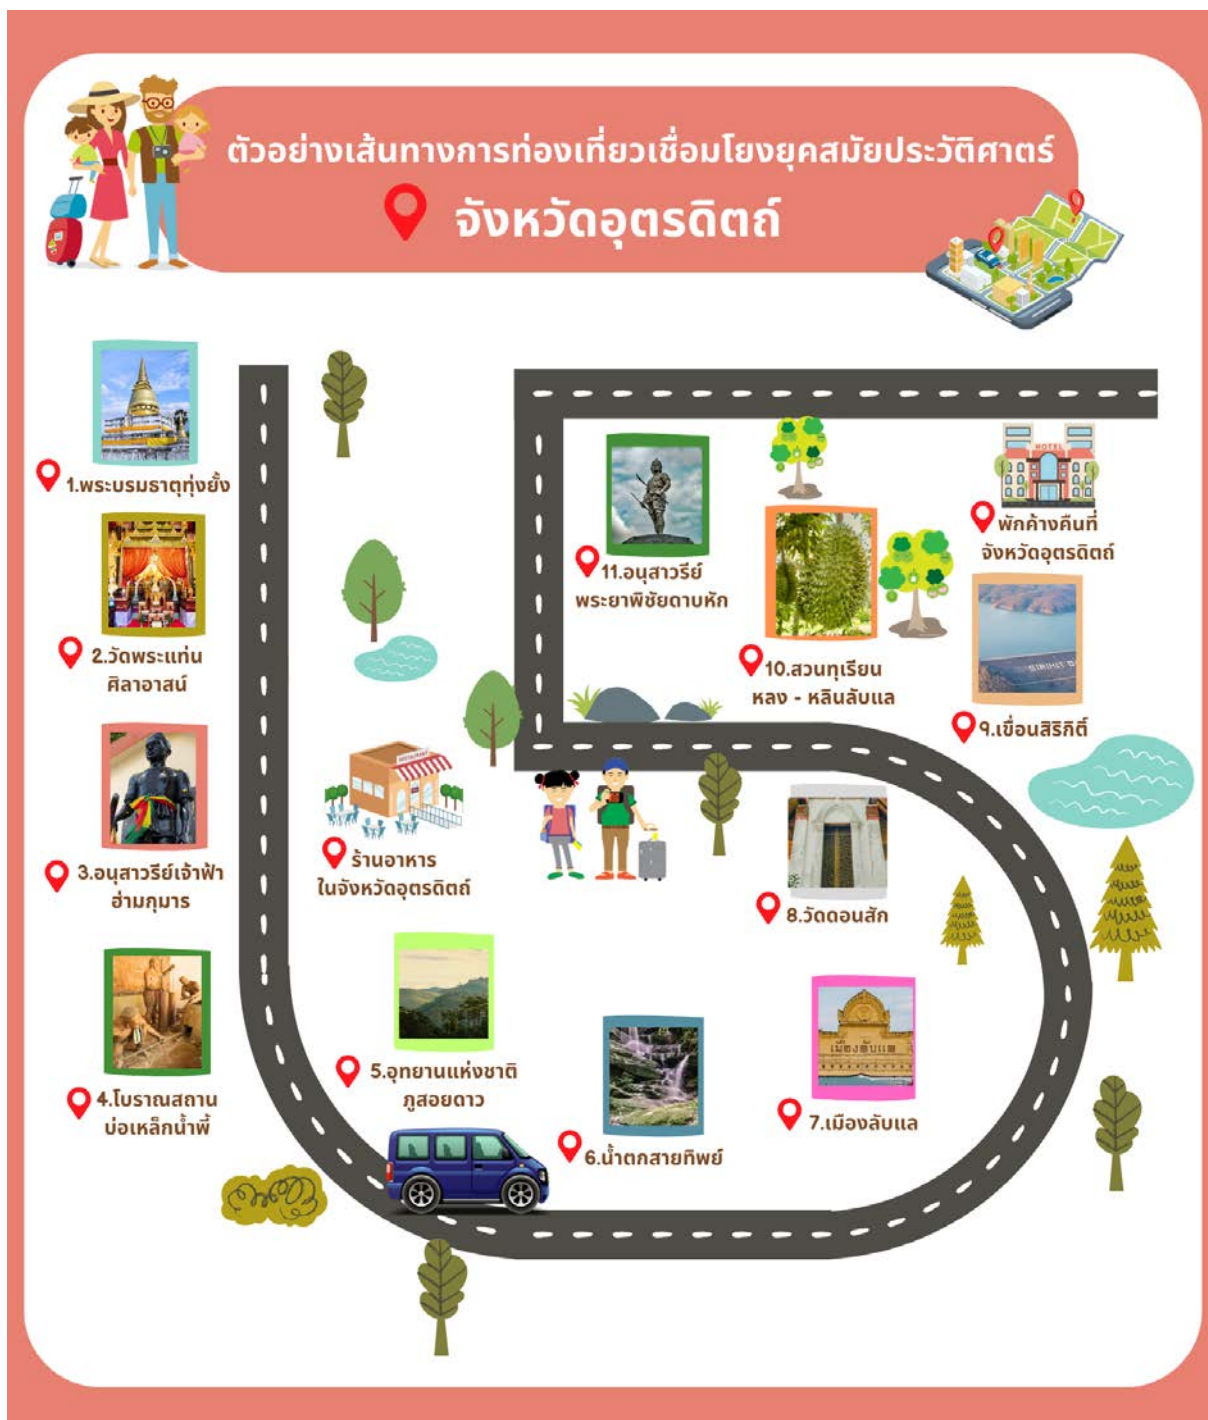 ตัวอย่างเส้นทางการท่องเที่ยวเชื่อมโยงยุคสมัยประวัติศาตร์
จังหวัดอุตรดิตถ์
1.พระบรมธาตุทุ่งยั้ง
2.วัดพระแท่น
ศิลาอาสน์
3.อนุสาวรีย์เจ้าฟ้า
ฮ่ามกุมาร
4.โบราณสถาน
บ่อเหล็กน้ำพี้
ร้านอาหาร
ในจังหวัดอุตรดิตถ์
5.อุทยานแห่งชาติ
ภูสอยดาว
6.น้ำตกสายทิพย์
เมืองลับแล
7.เมืองลับแล
8.วัดดอนสัก
9.เขื่อนสิริกิติ์
10.สวนทุเรียน
หลง - หลินลับแล
11.อนุสาวรีย์
พระยาพิชัยดาบหัก
HOTEL
พักค้างคืนที่
จังหวัดอุตรดิตถ์